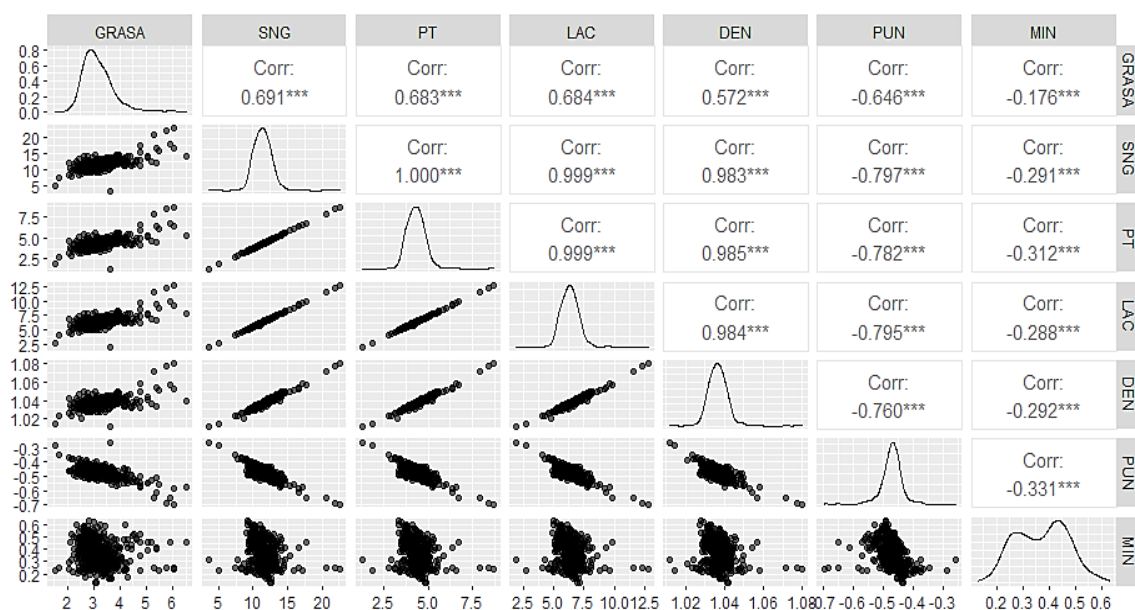 GRASA SNG PT LAC DEN PUN MIN
0.8
0.6
0.4
0.2
0.0
Corr: Corr: Corr: Corr: Corr: Corr:
0.691*** 0.683*** 0.684*** 0.572*** -0.646*** -0.176***
GRASA
20
15
10
5
Corr: Corr: Corr: Corr: Corr:
1.000*** 0.999*** 0.983*** -0.797*** -0.291***
SNG
7.5
5.0
2.5
Corr: Corr: Corr: Corr:
0.999*** 0.985*** -0.782*** -0.312***
PT
12.5
10.0
7.5
5.0
2.5
Corr: Corr: Corr:
0.984*** -0.795*** -0.288***
LAC
1.08
1.06
1.04
1.02
Corr: Corr:
-0.760*** -0.292***
DEN
-0.3
-0.4
-0.5
-0.6
-0.7
Corr:
-0.331***
PUN
0.6
0.5
0.4
0.3
0.2
MIN
2 3 4 5 6 5 10 15 20 2.5 5.0 7.5 2.5 5.0 7.5 10.0 12.5 1.02 1.04 1.06 1.08 -0.7 -0.6 -0.5 -0.4 -0.3 0.2 0.3 0.4 0.5 0.6